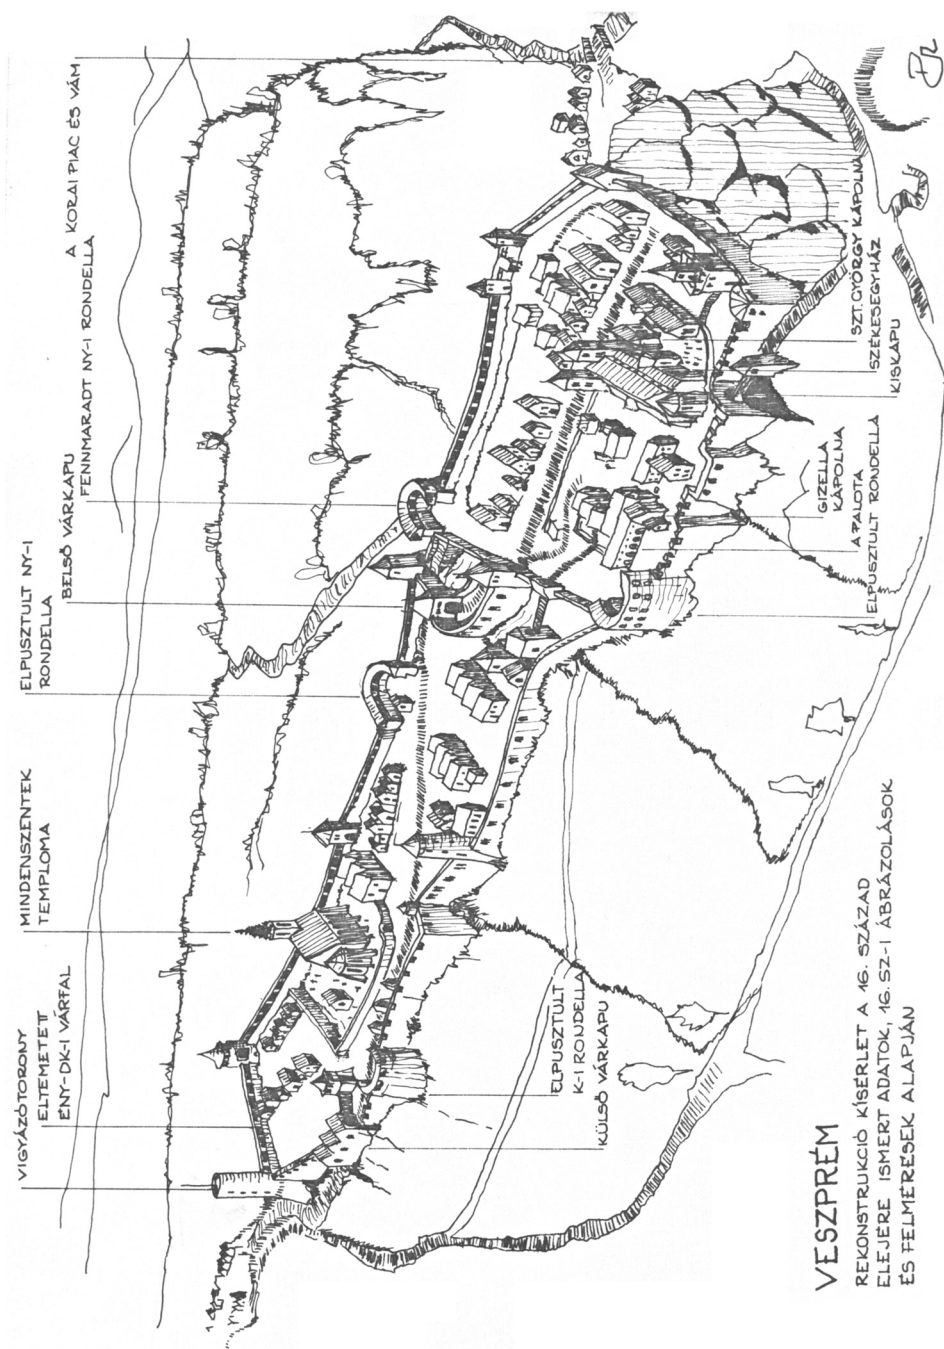 VIGYÁZÓTORONY
ELTEMETETT
ÉNY-DK-I VÁRFAL
MINDENSZENTEK
TEMPLOMA
ELPUSZTULT NY-I
RONDELLA
BELSŐ VÁRKAPU
FENNMARADT NY-I RONDELLA
A KORAI PIAC ÉS VÁM
ELPUSZTULT
K-I RONDELLA
KÜLSŐ VÁRKAPU
GIZELLA
KÁPOLNA
A PALOTA
ELPUSZTULT RONDELLA
SZT. GYÖRGY KÁPOLNA
SZÉKESEGYHÁZ
KISKAPU
VESZPRÉM
REKONSTRUKCIÓ KÍSÉRLET A 16. SZÁZAD
ELEJÉRE ISMERT ADATOK, 16. SZ-I ÁBRÁZOLÁSOK
ÉS FELMÉRÉSEK ALAPJÁN